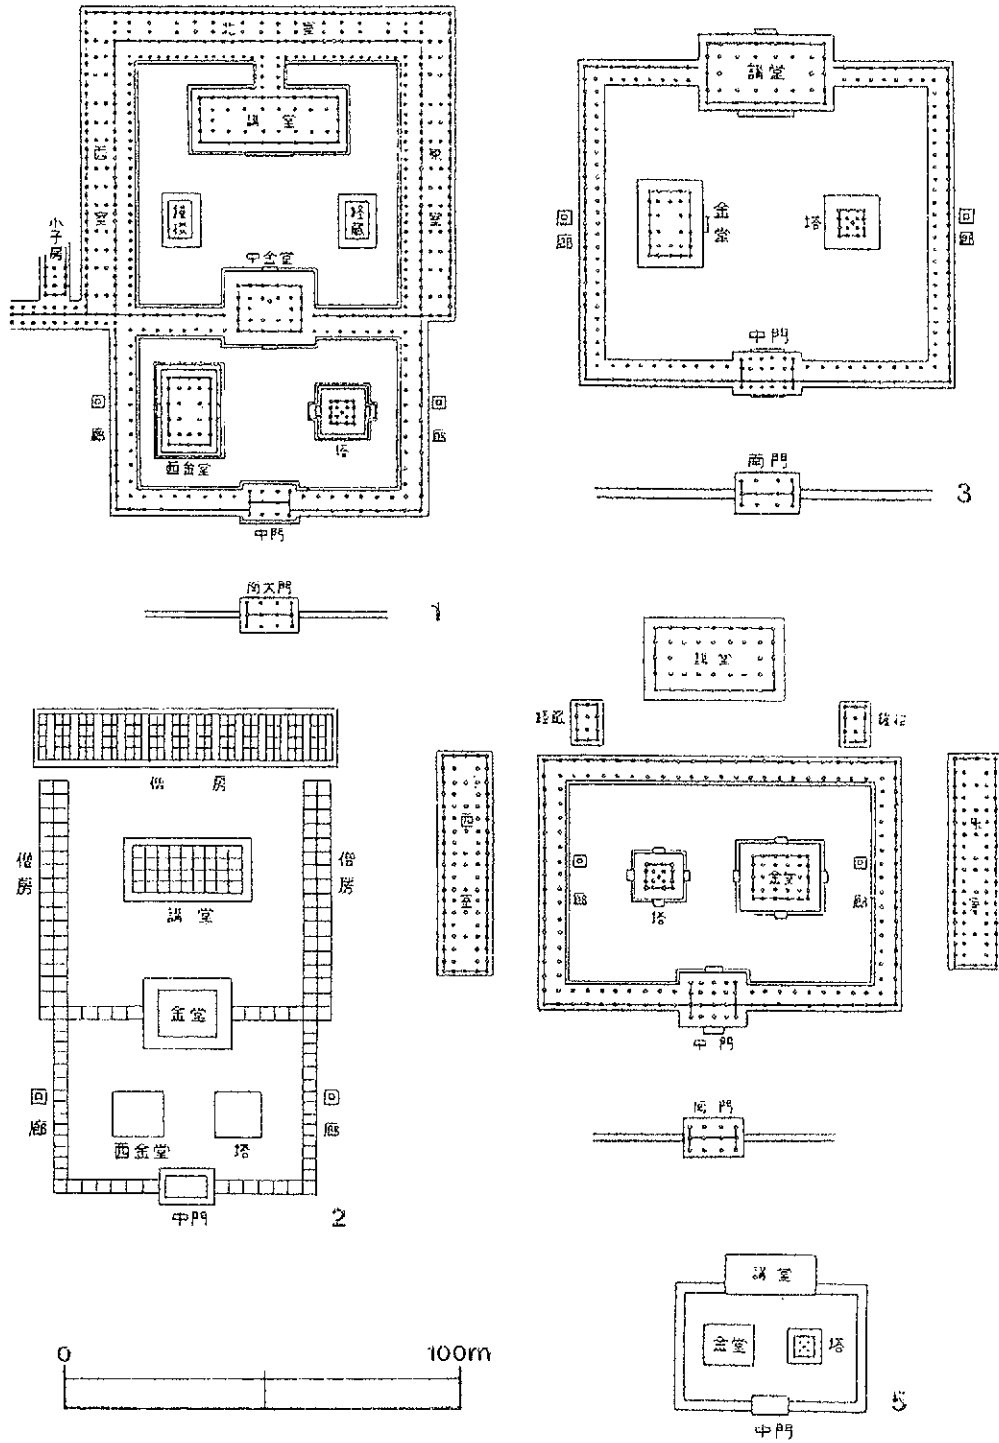 北室
講堂
西室
東室
鐘楼
経蔵
小子房
中金堂
回廊
回廊
西金堂
塔
中門
南大門
1
講堂
回廊
金堂
塔
回廊
中門
南門
3
僧房
僧房
僧房
講堂
金堂
回廊
回廊
西金堂
塔
中門
2
講堂
経蔵
鐘楼
西室
回廊
塔
金堂
回廊
東室
中門
南門
講堂
金堂
塔
中門
5
0
100m